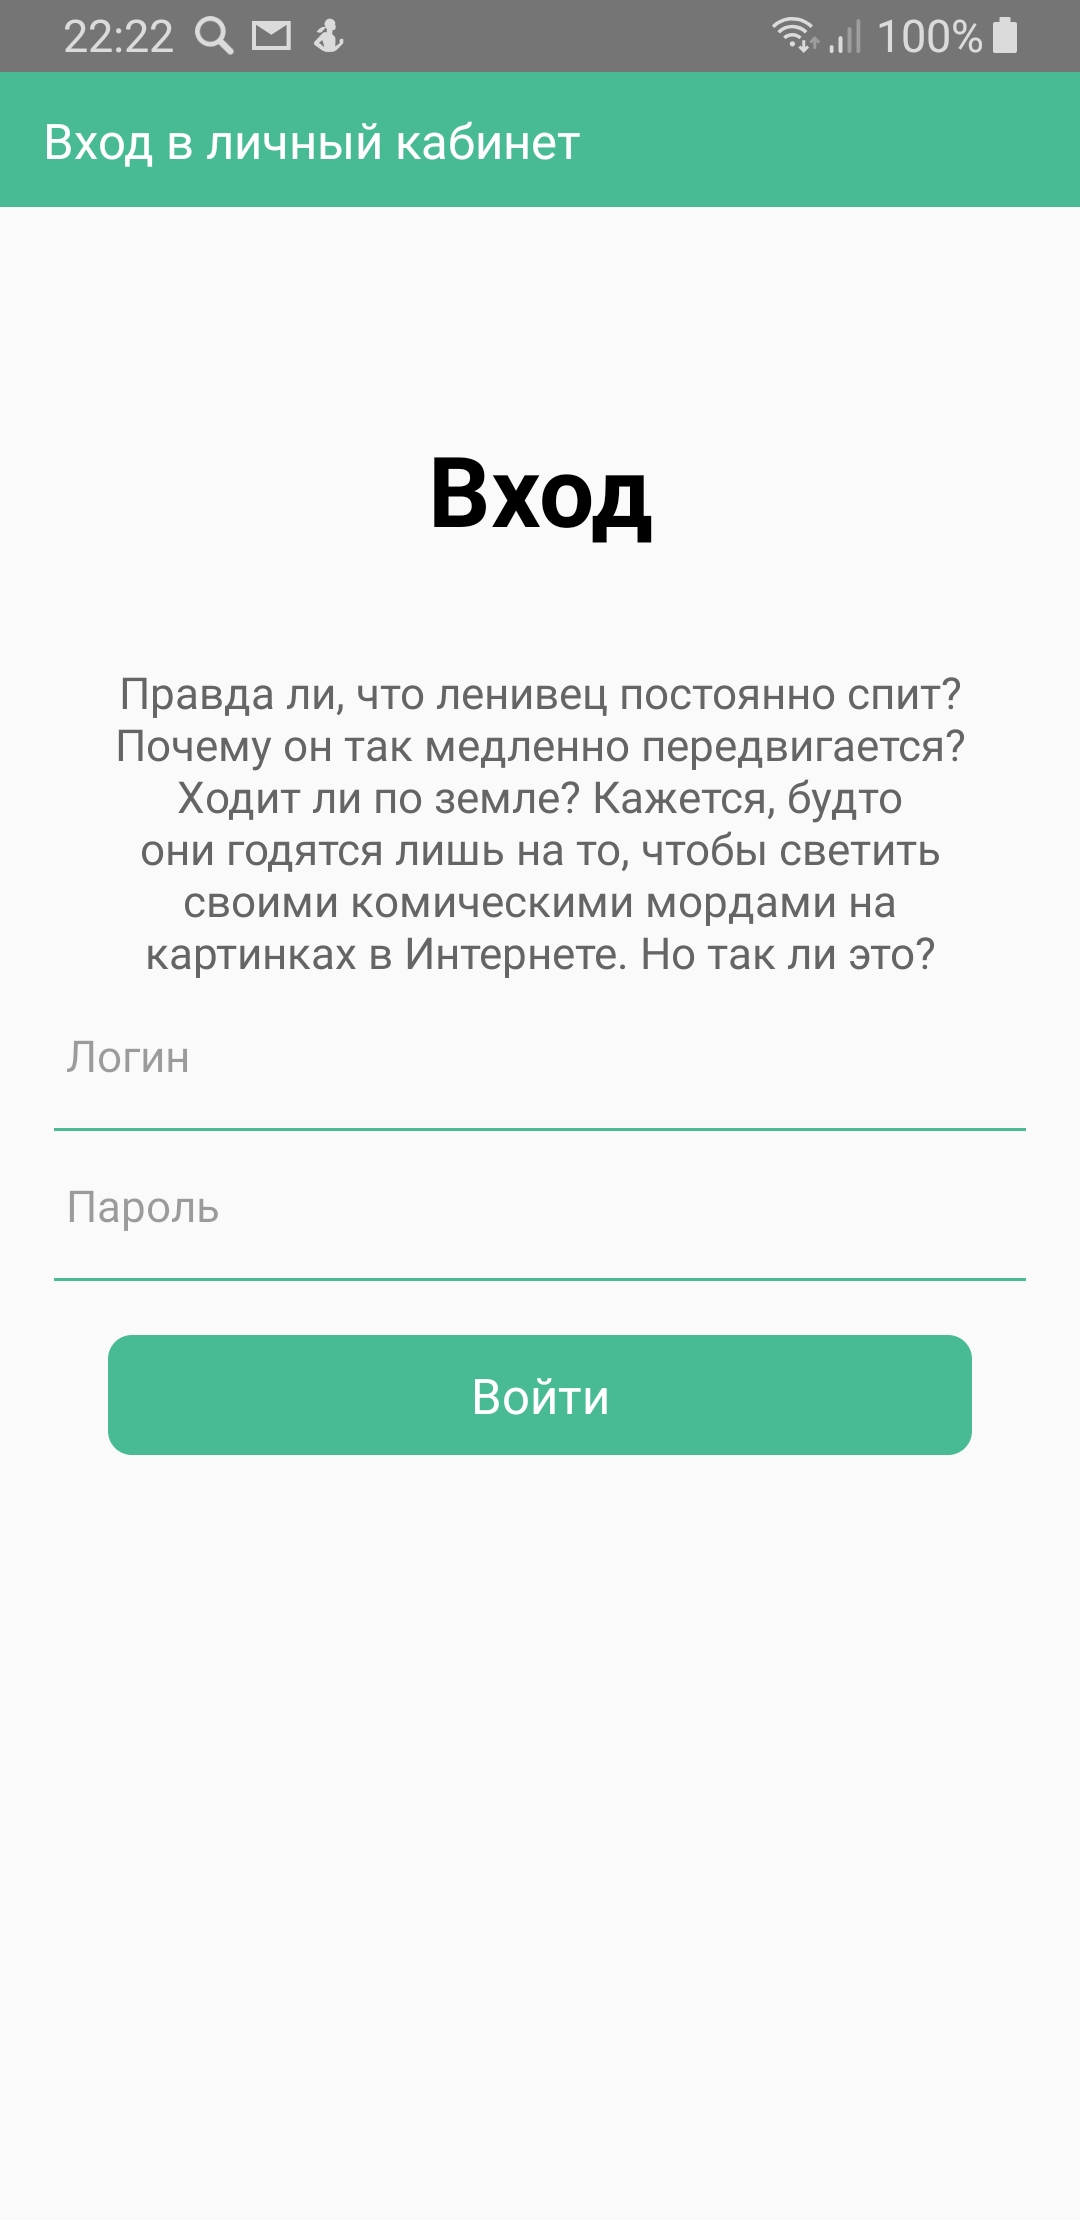 22:22 100%
Вход в личный кабинет
Вход
Правда ли, что ленивец постоянно спит?
Почему он так медленно передвигается?
Ходит ли по земле? Кажется, будто
они годятся лишь на то, чтобы светить
своими комическими мордами на
картинках в Интернете. Но так ли это?
Логин
Пароль
Войти